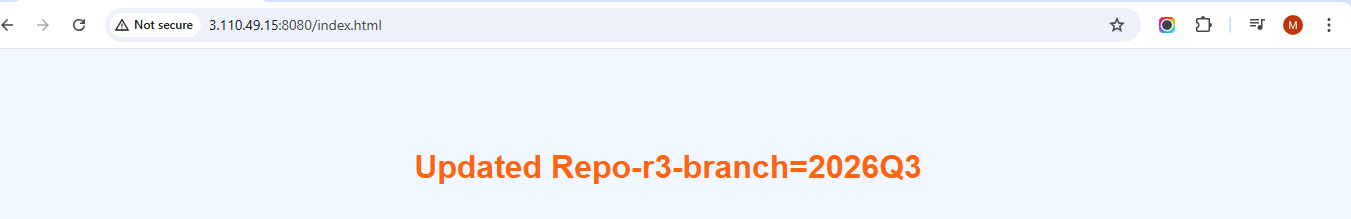 Not secure 3.110.49.15:8080/index.html M
Updated Repo-r3-branch=2026Q3